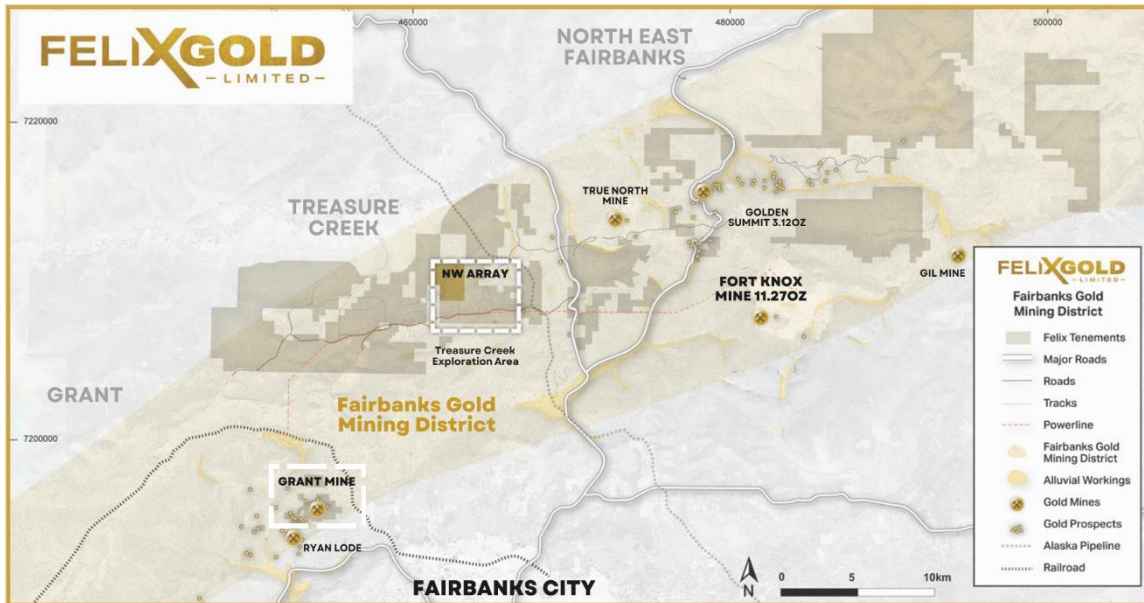 460000
480000
500000
FELIXGOLD
LIMITED
NORTH EAST
FAIRBANKS
7220000
TREASURE
CREEK
TRUE NORTH
MINE
GOLDEN
SUMMIT 3.12OZ
NW ARRAY
GIL MINE
FORT KNOX
MINE 11.27OZ
Treasure Creek
Exploration Area
GRANT
Fairbanks Gold
Mining District
7200000
GRANT MINE
RYAN LODE
FAIRBANKS CITY
N
0
5
10km
FELIXGOLD
LIMITED
Fairbanks Gold
Mining District
Felix Tenements
Major Roads
Roads
Tracks
Powerline
Fairbanks Gold
Mining District
Alluvial Workings
Gold Mines
Gold Prospects
Alaska Pipeline
Railroad